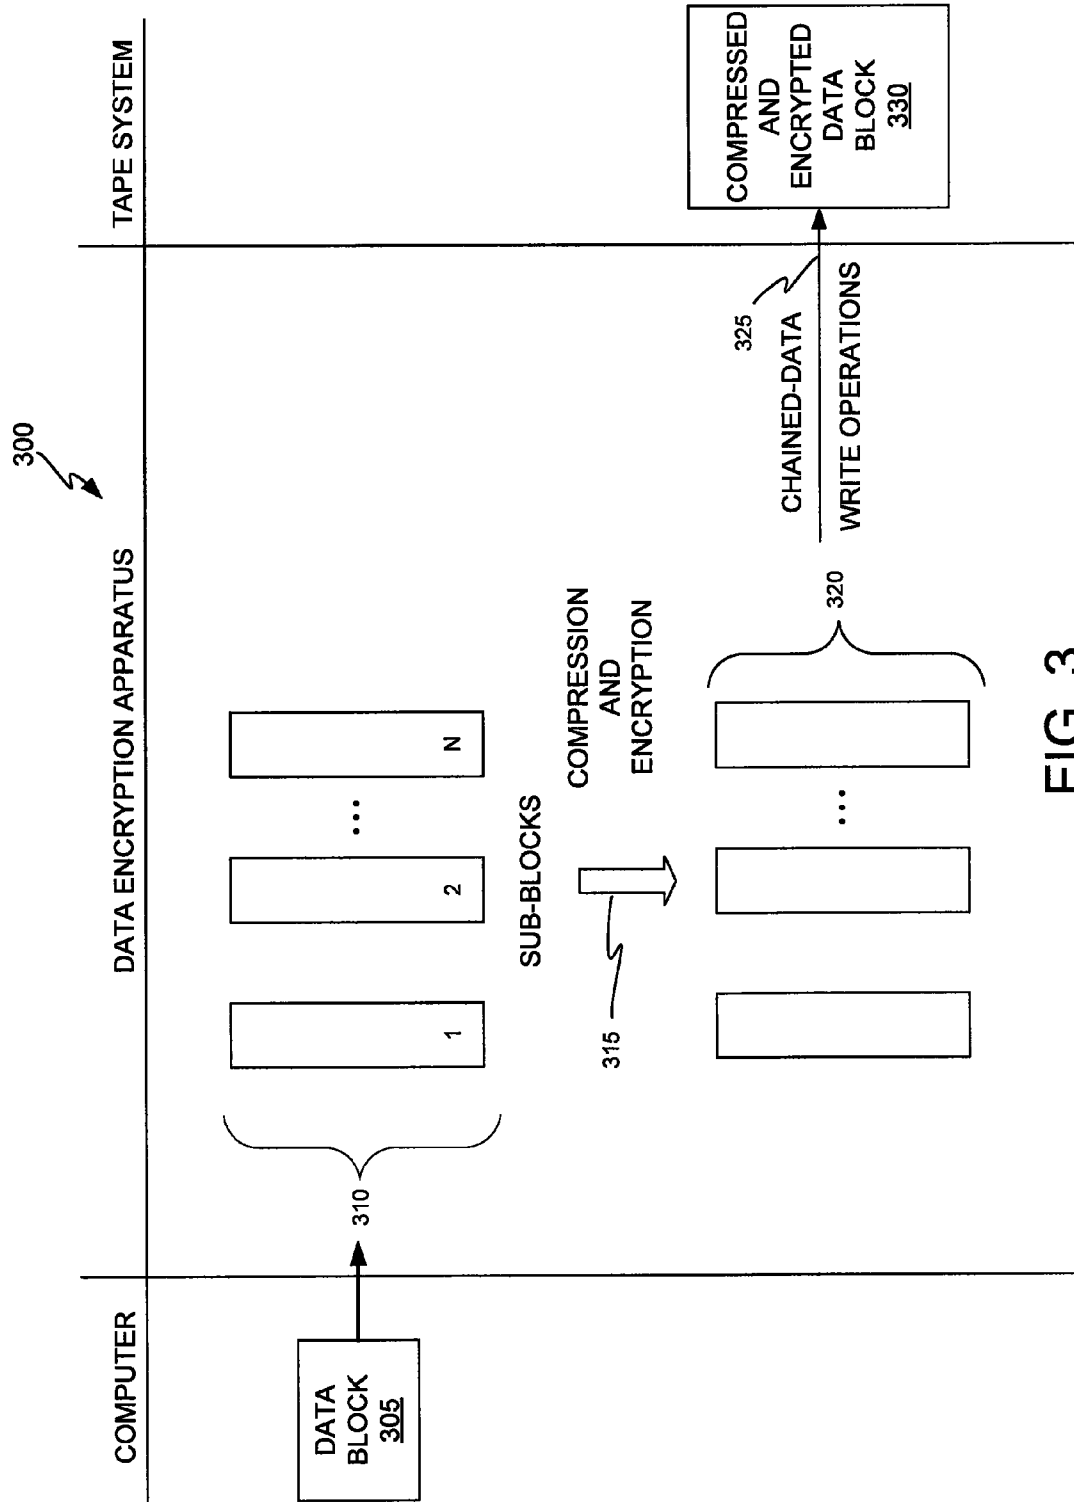 300
COMPUTER
DATA ENCRYPTION APPARATUS
TAPE SYSTEM
DATA
BLOCK
305
310
1
2
...
N
SUB-BLOCKS
315
COMPRESSION
AND
ENCRYPTION
...
320
CHAINED-DATA
325
WRITE OPERATIONS
COMPRESSED
AND
ENCRYPTED
DATA
BLOCK
330
FIG. 3